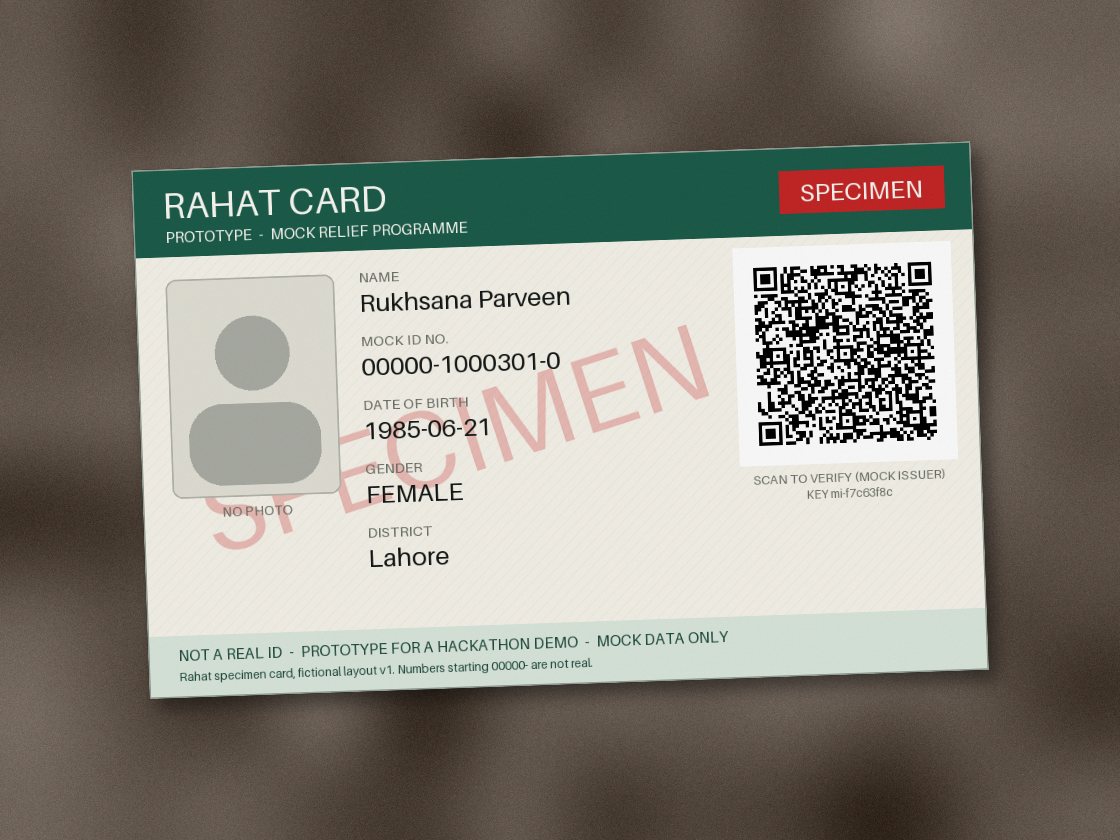 RAHAT CARD
PROTOTYPE - MOCK RELIEF PROGRAMME
SPECIMEN
NAME
Rukhsana Parveen
MOCK ID NO.
00000-1000301-0
DATE OF BIRTH
1985-06-21
GENDER
FEMALE
DISTRICT
Lahore
NO PHOTO
SPECIMEN
SCAN TO VERIFY (MOCK ISSUER)
KEY mi-f7c63f8c
NOT A REAL ID - PROTOTYPE FOR A HACKATHON DEMO - MOCK DATA ONLY
Rahat specimen card, fictional layout v1. Numbers starting 00000- are not real.